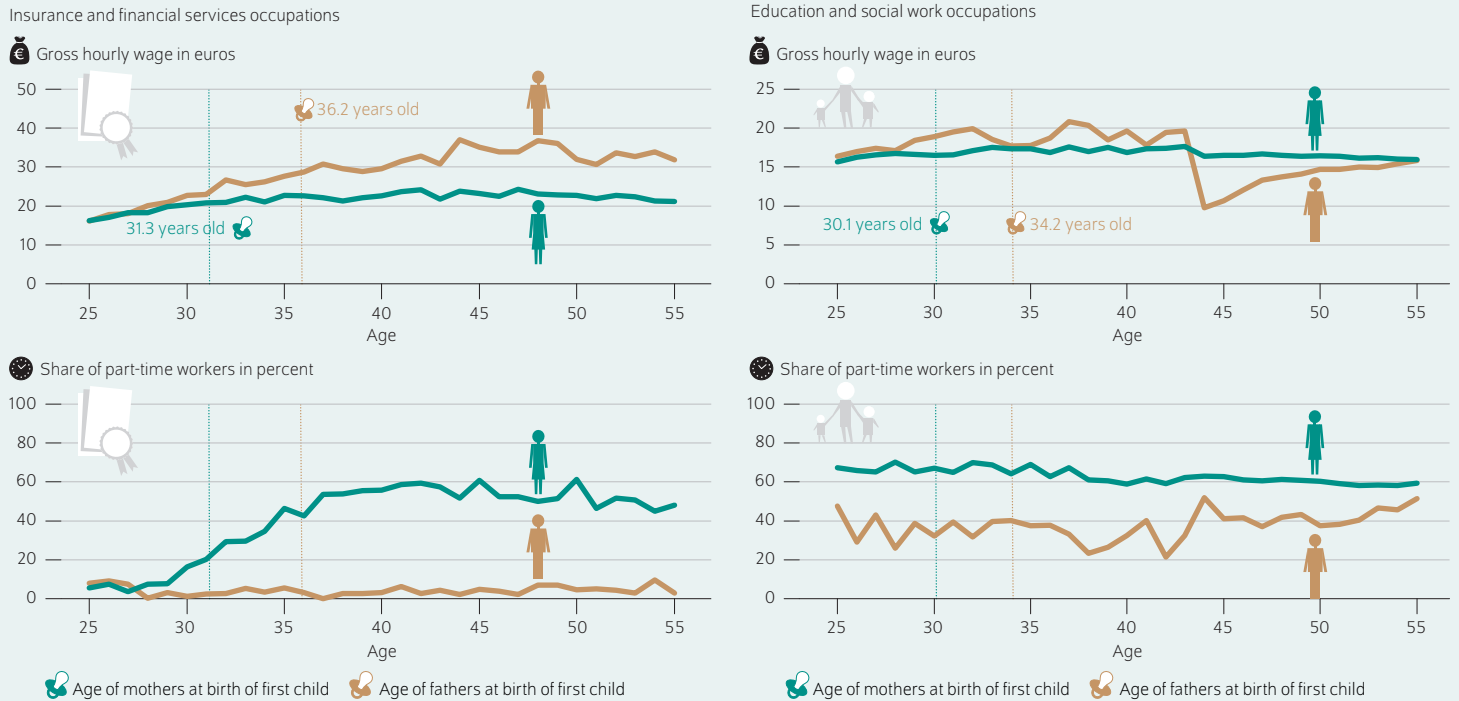 Insurance and financial services occupations
€ Gross hourly wage in euros
50
40
30
20
10
0
36.2 years old
31.3 years old
25 30 35 40 45 50 55
Age
Share of part-time workers in percent
100
80
60
40
20
0
25 30 35 40 45 50 55
Age
Age of mothers at birth of first child Age of fathers at birth of first child
Education and social work occupations
€ Gross hourly wage in euros
25
20
15
10
5
0
30.1 years old 34.2 years old
25 30 35 40 45 50 55
Age
Share of part-time workers in percent
100
80
60
40
20
0
25 30 35 40 45 50 55
Age
Age of mothers at birth of first child Age of fathers at birth of first child